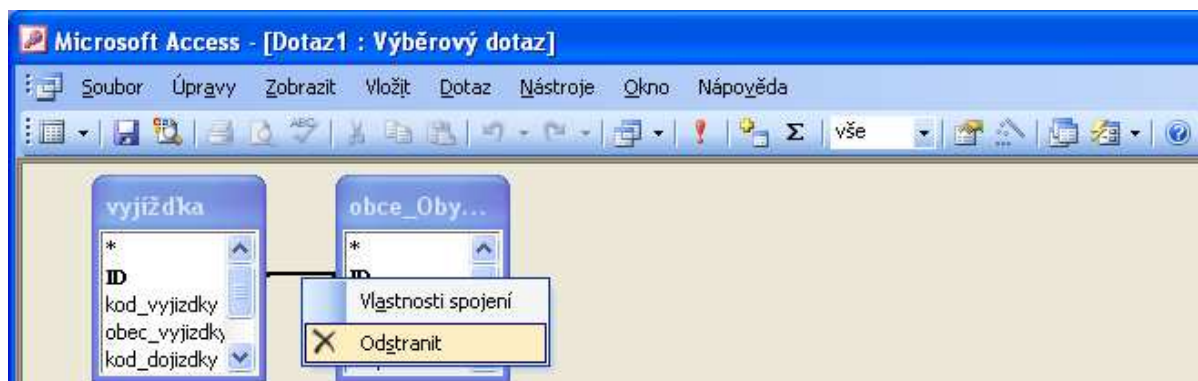 Microsoft Access - [Dotaz1 : Výběrový dotaz]
Soubor Úpravy Zobrazit Vložit Dotaz Nástroje Okno Nápověda
ABC Σ vše
vyjížďka obce_Oby...
* *
ID ID
kod_vyjizdky Vlastnosti spojení
obec_vyjizdky Odstranit
kod_dojizdky